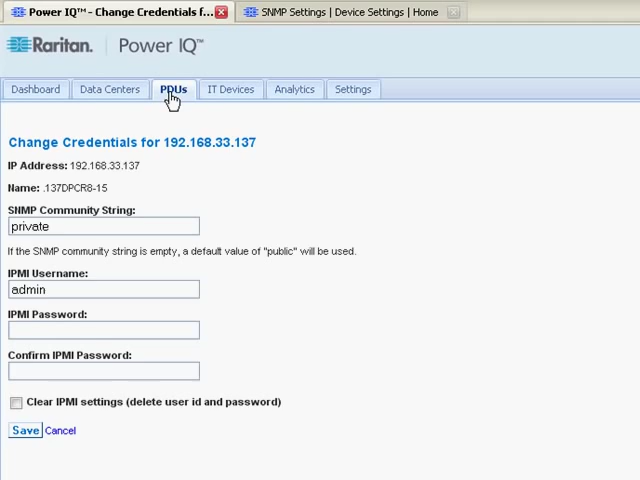 Power IQ™ - Change Credentials f...
SNMP Settings | Device Settings | Home
Raritan. Power IQ™
Dashboard Data Centers PDUs IT Devices Analytics Settings
Change Credentials for 192.168.33.137
IP Address: 192.168.33.137
Name: .137DPCR8-15
SNMP Community String:
private
If the SNMP community string is empty, a default value of "public" will be used.
IPMI Username:
admin
IPMI Password:
Confirm IPMI Password:
Clear IPMI settings (delete user id and password)
Save Cancel